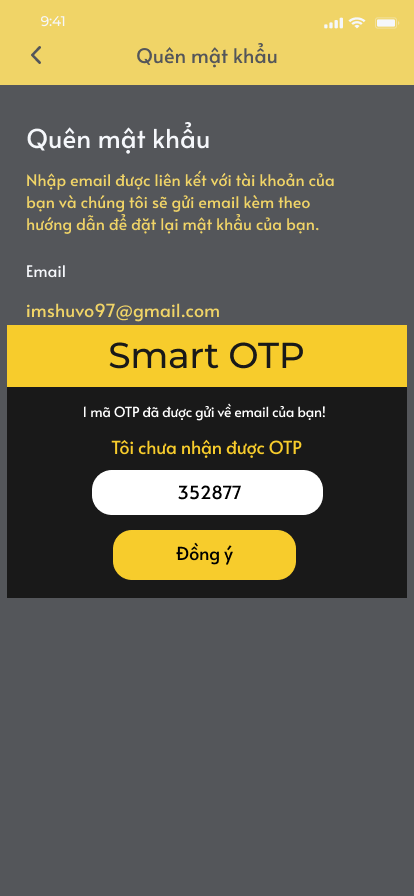 9:41
Quên mật khẩu
Quên mật khẩu
Nhập email được liên kết với tài khoản của
bạn và chúng tôi sẽ gửi email kèm theo
hướng dẫn để đặt lại mật khẩu của bạn.
Email
imshuvo97@gmail.com
Smart OTP
1 mã OTP đã được gửi về email của bạn!
Tôi chưa nhận được OTP
352877
Đồng ý